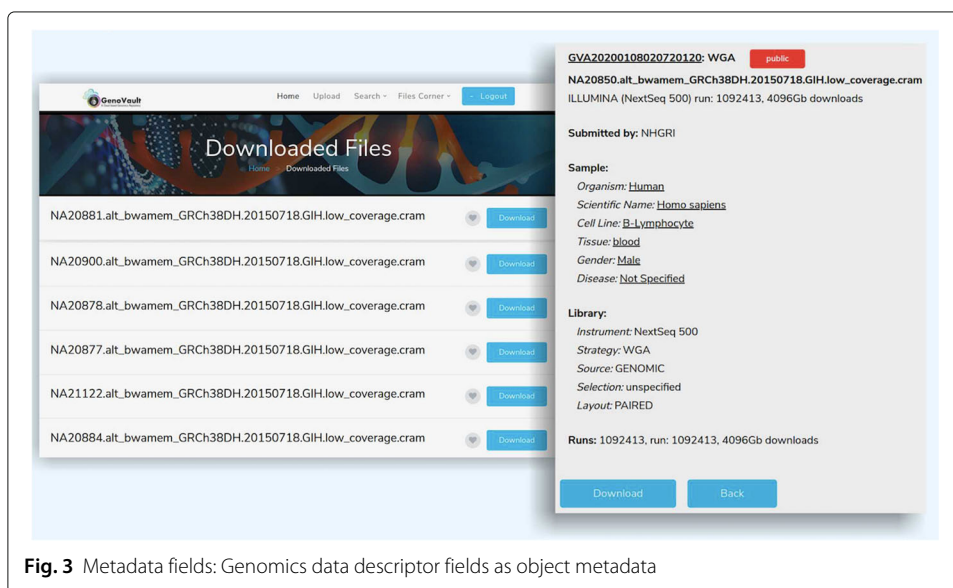 GenoVault
Home Upload Search Files Corner Logout
Downloaded Files
Home Downloaded Files
NA20881.alt_bwamem_GRCh38DH.20150718.GIH.low_coverage.cram
Download
NA20900.alt_bwamem_GRCh38DH.20150718.GIH.low_coverage.cram
Download
NA20878.alt_bwamem_GRCh38DH.20150718.GIH.low_coverage.cram
Download
NA20877.alt_bwamem_GRCh38DH.20150718.GIH.low_coverage.cram
Download
NA21122.alt_bwamem_GRCh38DH.20150718.GIH.low_coverage.cram
Download
NA20884.alt_bwamem_GRCh38DH.20150718.GIH.low_coverage.cram
Download
GVA20200108020720120: WGA public
NA20850.alt_bwamem_GRCh38DH.20150718.GIH.low_coverage.cram
ILLUMINA (NextSeq 500) run: 1092413, 4096Gb downloads
Submitted by: NHGRI
Sample:
Organism: Human
Scientific Name: Homo sapiens
Cell Line: B-Lymphocyte
Tissue: blood
Gender: Male
Disease: Not Specified
Library:
Instrument: NextSeq 500
Strategy: WGA
Source: GENOMIC
Selection: unspecified
Layout: PAIRED
Runs: 1092413, run: 1092413, 4096Gb downloads
Download Back
Fig. 3 Metadata fields: Genomics data descriptor fields as object metadata